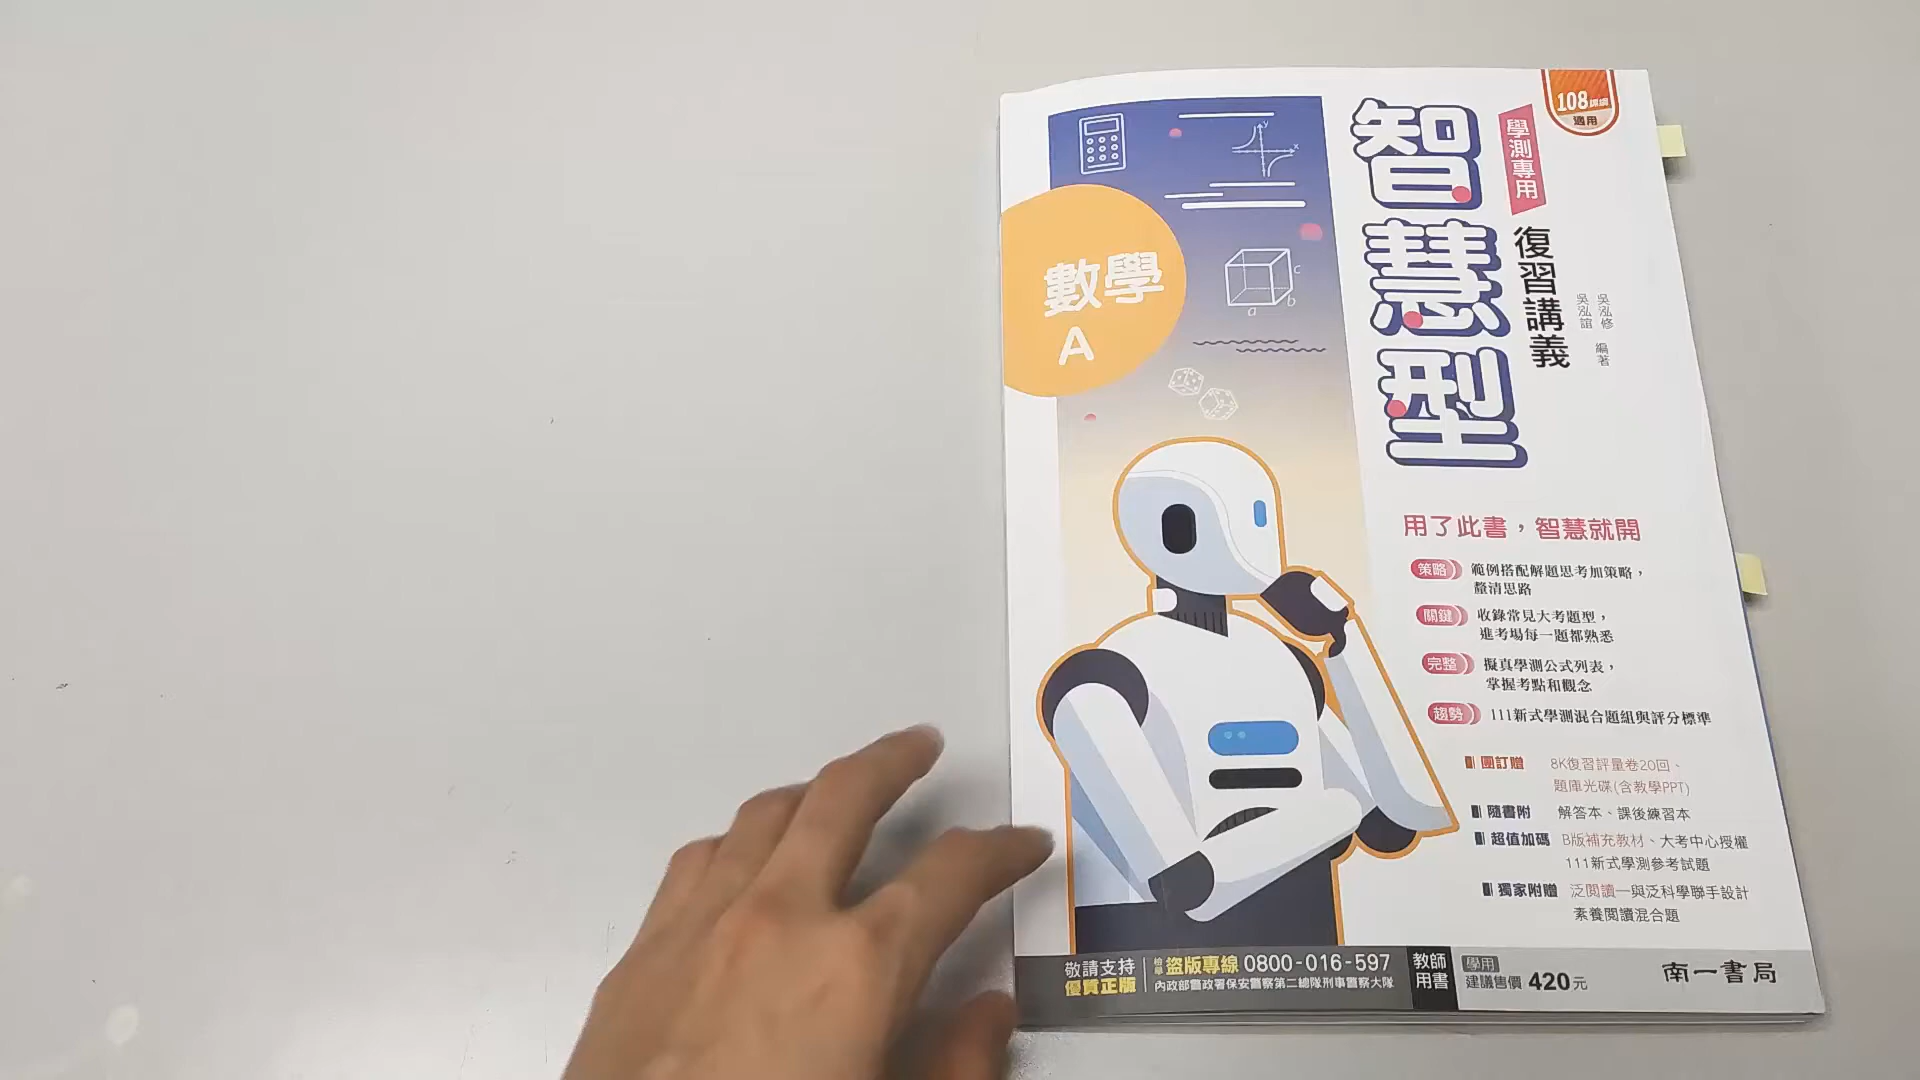 108課綱
適用
學測專用
智慧型
復習講義
吳泓修
吳泓誼
編著
數學
A
y
x
c
b
a
用了此書，智慧就開
策略 範例搭配解題思考加策略，
釐清思路
關鍵 收錄常見大考題型，
進考場每一題都熟悉
完整 擬真學測公式列表，
掌握考點和觀念
趨勢 111新式學測混合題組與評分標準
團訂贈 8K復習評量卷20回、
題庫光碟(含教學PPT)
隨書附 解答本、課後練習本
超值加碼 B版補充教材、大考中心授權
111新式學測參考試題
獨家附贈 泛閱讀—與泛科學聯手設計
素養閱讀混合題
敬請支持
優質正版
檢舉 盜版專線 0800-016-597
內政部警政署保安警察第二總隊刑事警察大隊
教師
用書
學用
建議售價 420元
南一書局